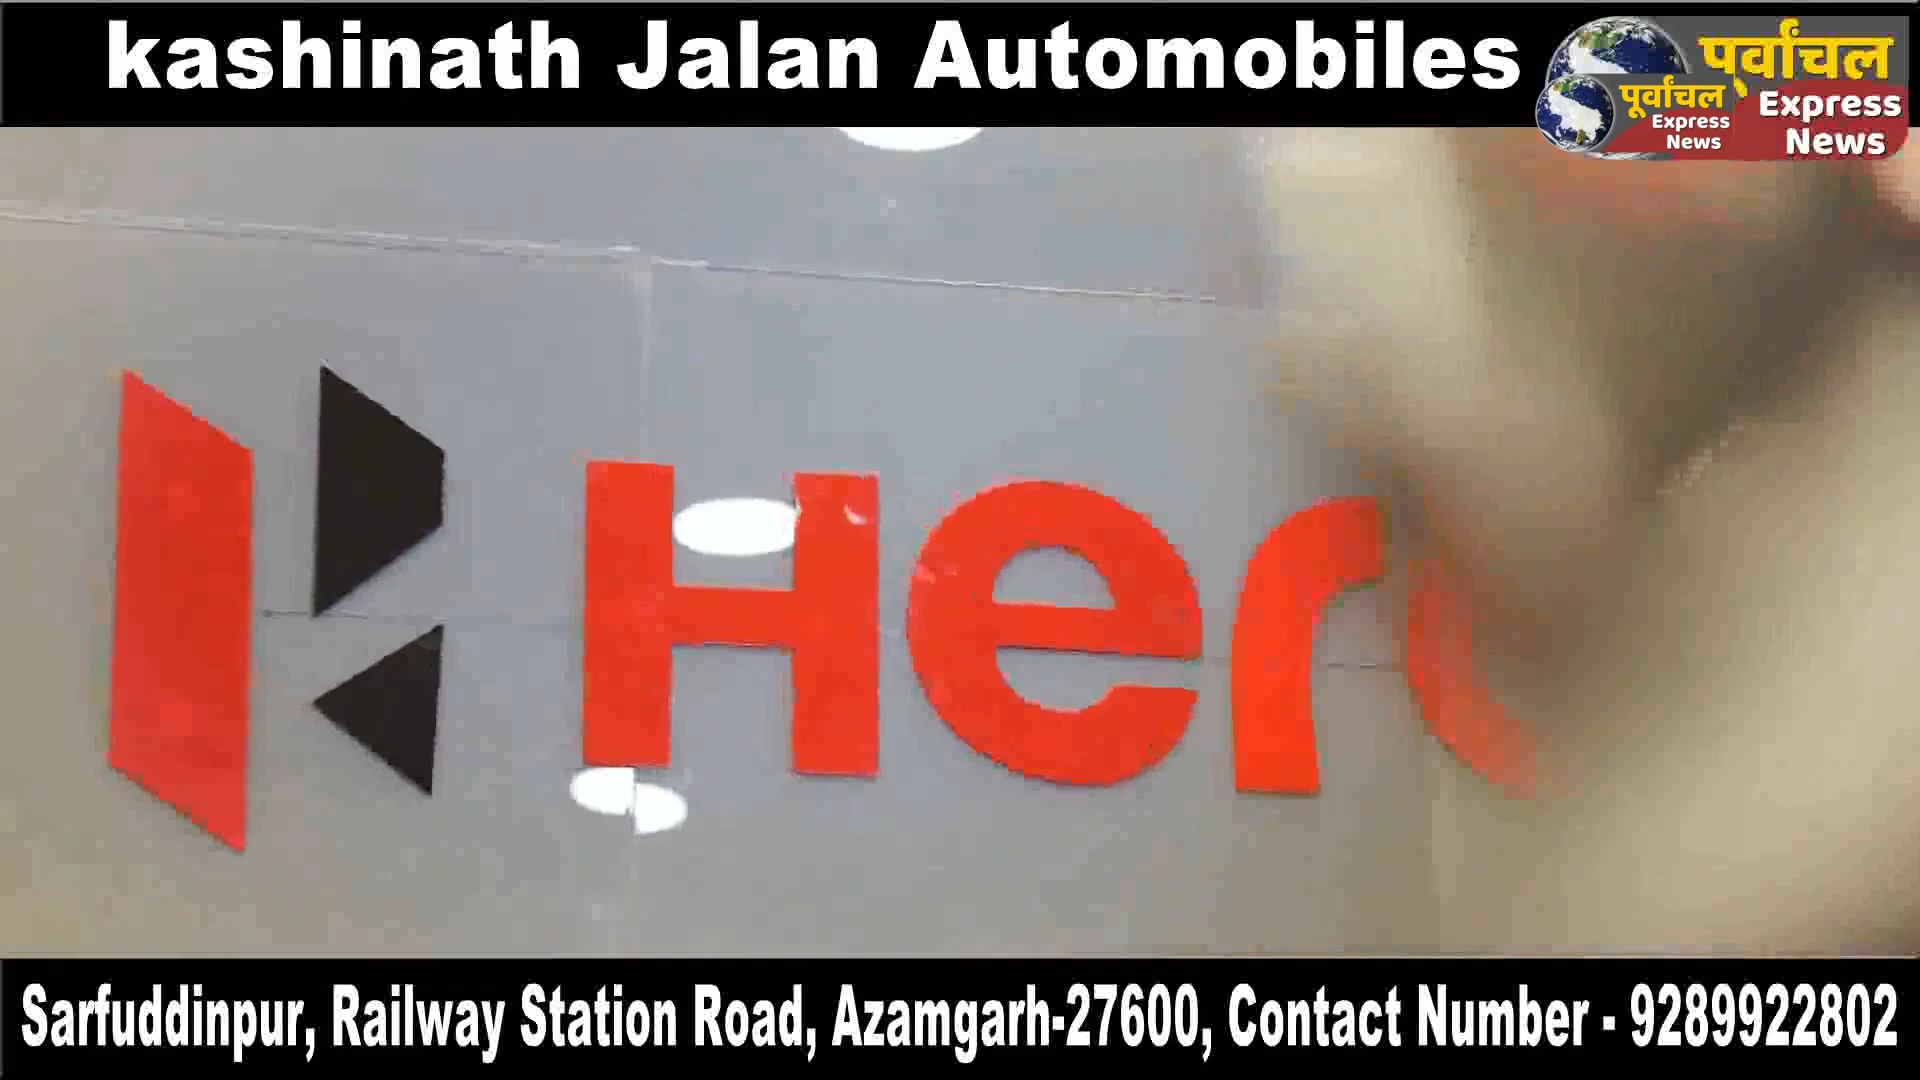 kashinath Jalan Automobiles
पूर्वांचल
Express
News
पूर्वांचल
Express
News
Her
Sarfuddinpur, Railway Station Road, Azamgarh-27600, Contact Number - 9289922802